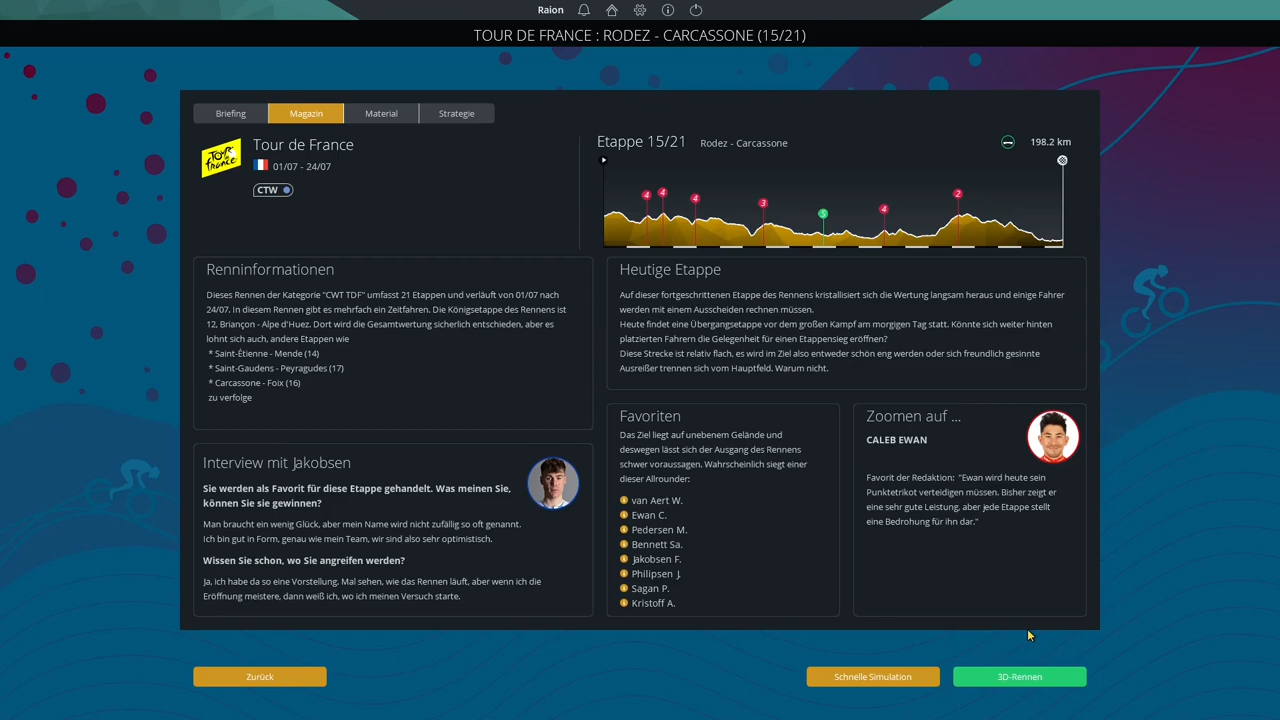 Raion
TOUR DE FRANCE : RODEZ - CARCASSONE (15/21)
Briefing
Magazin
Material
Strategie
TOUR DE france
Tour de France
01/07 - 24/07
CTW
Etappe 15/21
Rodez - Carcassone
198.2 km
4
4
4
3
S
4
2
Renninformationen
Dieses Rennen der Kategorie "CWT TDF" umfasst 21 Etappen und verläuft von 01/07 nach
24/07. In diesem Rennen gibt es mehrfach ein Zeitfahren. Die Königsetappe des Rennens ist
12, Briançon - Alpe d'Huez. Dort wird die Gesamtwertung sicherlich entschieden, aber es
lohnt sich auch, andere Etappen wie
* Saint-Étienne - Mende (14)
* Saint-Gaudens - Peyragudes (17)
* Carcassone - Foix (16)
zu verfolge
Heutige Etappe
Auf dieser fortgeschrittenen Etappe des Rennens kristallisiert sich die Wertung langsam heraus und einige Fahrer
werden mit einem Ausscheiden rechnen müssen.
Heute findet eine Übergangsetappe vor dem großen Kampf am morgigen Tag statt. Könnte sich weiter hinten
platzierten Fahrern die Gelegenheit für einen Etappensieg eröffnen?
Diese Strecke ist relativ flach, es wird im Ziel also entweder schön eng werden oder sich freundlich gesinnte
Ausreißer trennen sich vom Hauptfeld. Warum nicht.
Interview mit Jakobsen
Sie werden als Favorit für diese Etappe gehandelt. Was meinen Sie,
können Sie sie gewinnen?
Man braucht ein wenig Glück, aber mein Name wird nicht zufällig so oft genannt.
Ich bin gut in Form, genau wie mein Team, wir sind also sehr optimistisch.
Wissen Sie schon, wo Sie angreifen werden?
Ja, ich habe da so eine Vorstellung. Mal sehen, wie das Rennen läuft, aber wenn ich die
Eröffnung meistere, dann weiß ich, wo ich meinen Versuch starte.
Favoriten
Das Ziel liegt auf unebenem Gelände und
deswegen lässt sich der Ausgang des Rennens
schwer voraussagen. Wahrscheinlich siegt einer
dieser Allrounder:
van Aert W.
Ewan C.
Pedersen M.
Bennett Sa.
Jakobsen F.
Philipsen J.
Sagan P.
Kristoff A.
Zoomen auf ...
CALEB EWAN
Favorit der Redaktion: "Ewan wird heute sein
Punktetrikot verteidigen müssen. Bisher zeigt er
eine sehr gute Leistung, aber jede Etappe stellt
eine Bedrohung für ihn dar."
Zurück
Schnelle Simulation
3D-Rennen